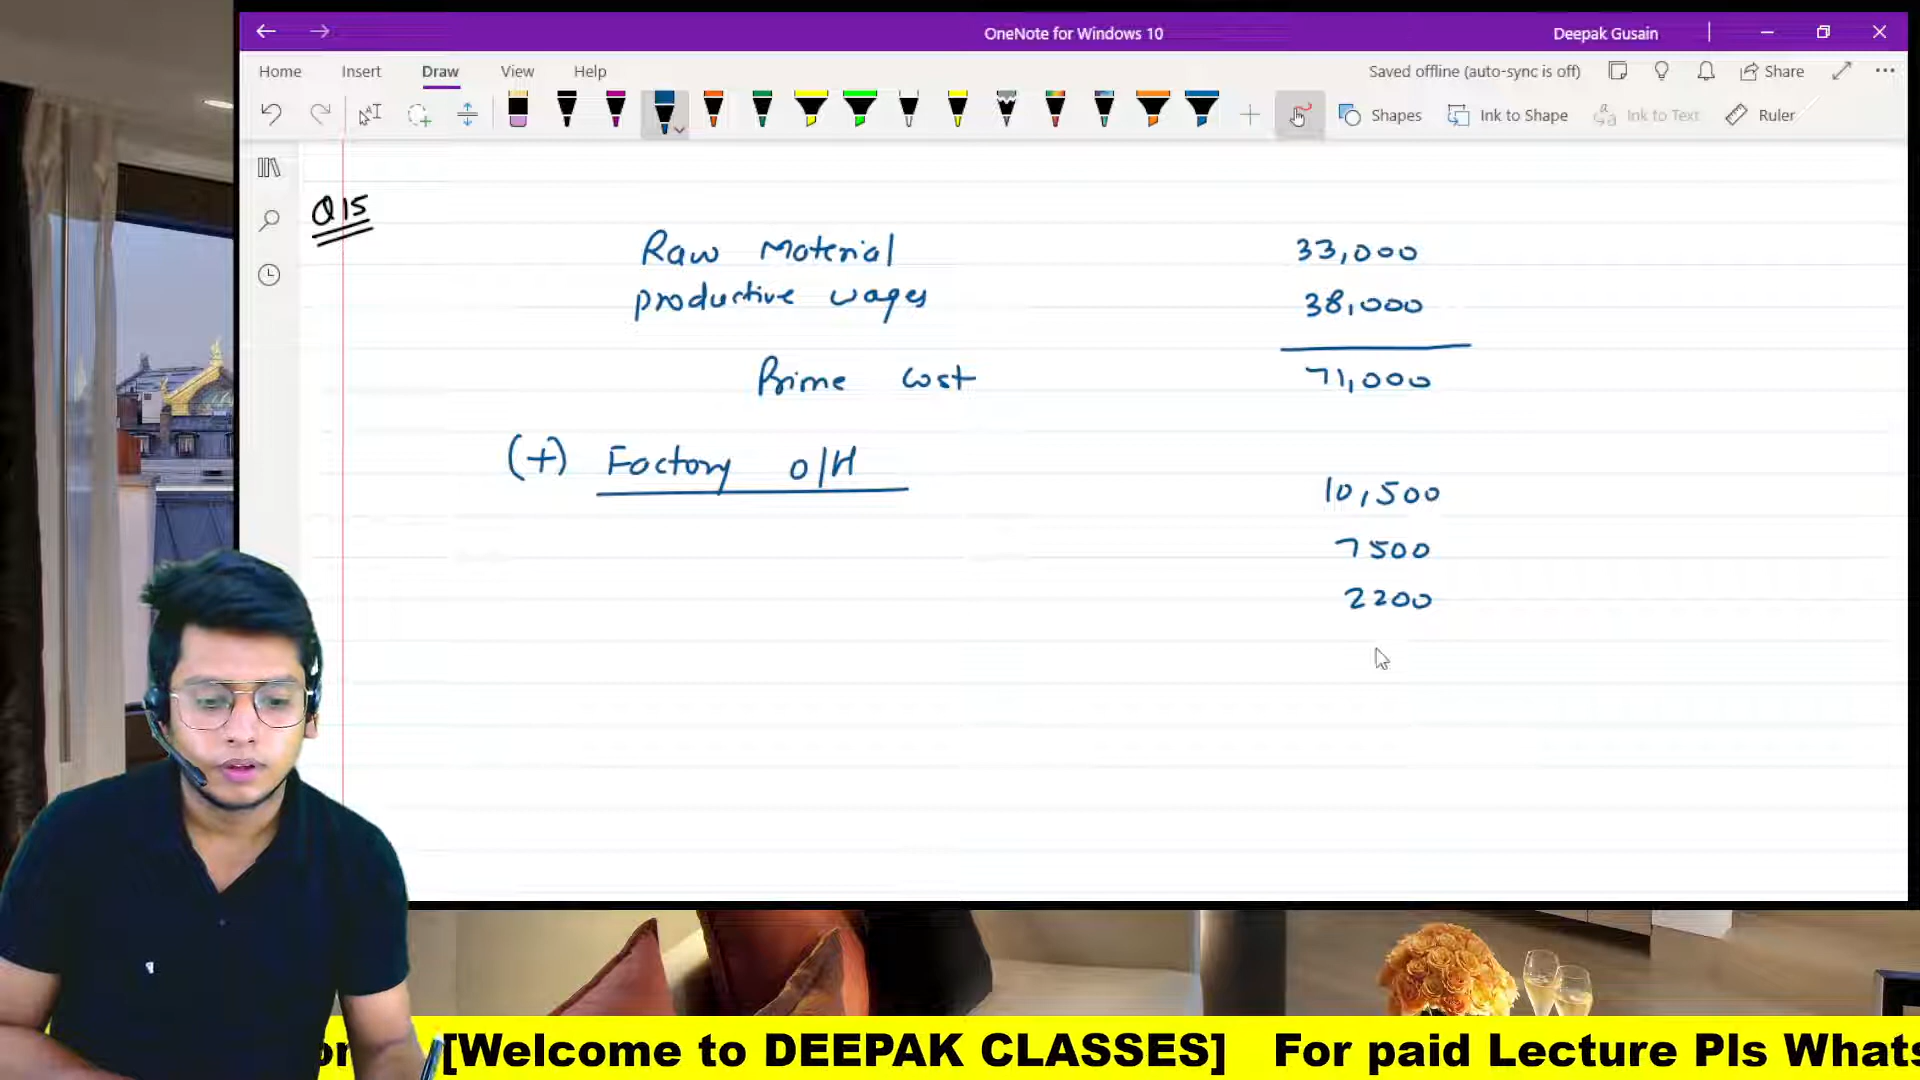 OneNote for Windows 10
Deepak Gusain
Home Insert Draw View Help
Saved offline (auto-sync is off)
Share
Shapes
Ink to Shape
Ink to Text
Ruler
Q15
Raw Material 33,000
productive wages 38,000
Prime cost 71,000
(+) Factory o/H
10,500
7500
2200
[Welcome to DEEPAK CLASSES] For paid Lecture Pls Whats